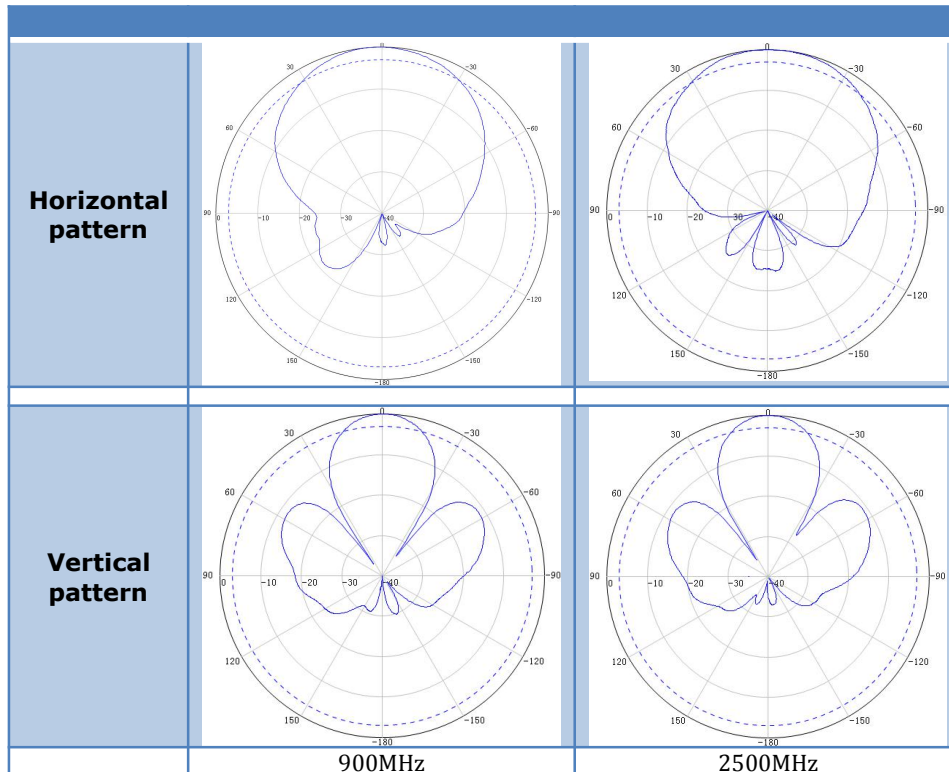 0 0
30 -30 30 -30
60 -60 60 -60
Horizontal
pattern
90 0 -10 -20 -30 -40 -90 90 0 -10 -20 -30 -40 -90
120 -120 120 -120
150 -150 150 -150
-180 -180
0 0
30 -30 30 -30
60 -60 60 -60
Vertical
pattern
90 0 -10 -20 -30 -40 -90 90 0 -10 -20 -40 -90
120 -120 120 -120
150 -150 150 -150
-180 -180
900MHz 2500MHz